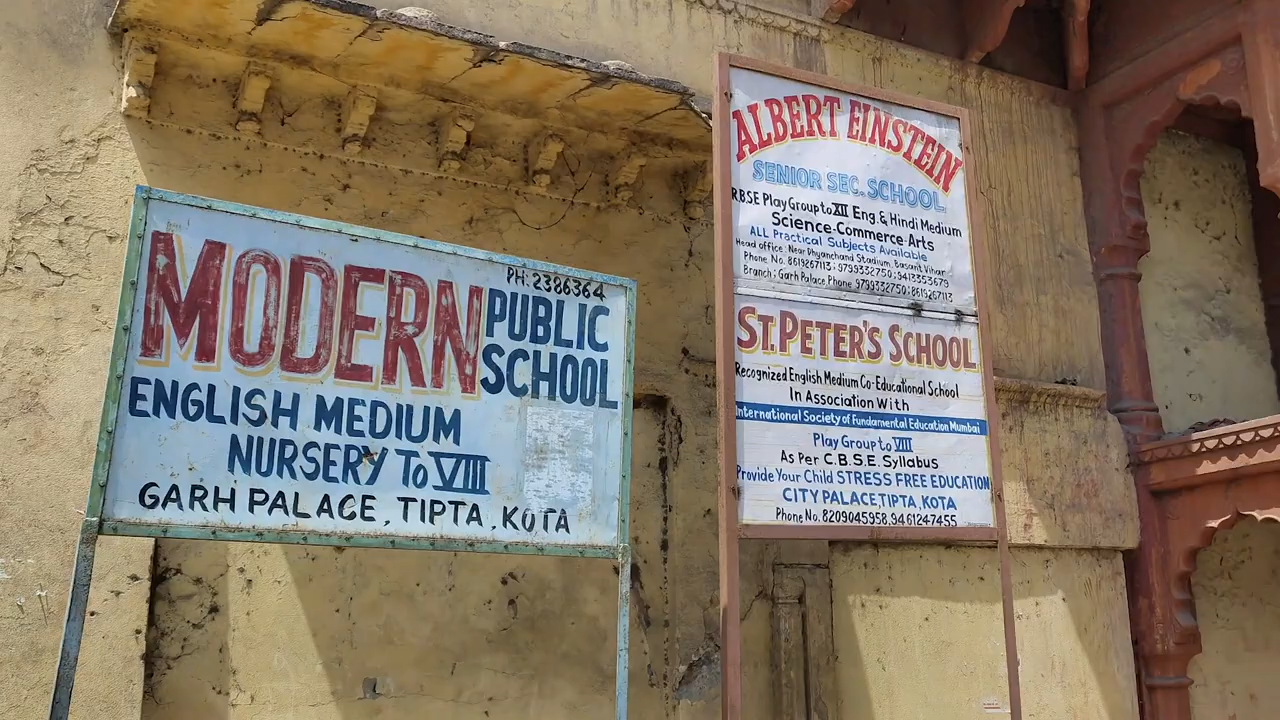 PH: 2386364
MODERN PUBLIC
SCHOOL
ENGLISH MEDIUM
NURSERY To VIII
GARH PALACE, TIPTA, KOTA
ALBERT EINSTEIN
SENIOR SEC. SCHOOL
R.B.S.E Play Group to XII Eng. & Hindi Medium
Science-Commerce-Arts
ALL Practical Subjects Available
Head office: Near Dhyanchand Stadium, Basant Vihar
Phone No. 8619267113; 9799332750; 9413353679
Branch; Garh Palace Phone 9799332750; 8619267113
ST. PETER'S SCHOOL
Recognized English Medium Co-Educational School
In Association With
International Society of Fundamental Education Mumbai
Play Group to VIII
As Per C.B.S.E. Syllabus
Provide Your Child STRESS FREE EDUCATION
CITY PALACE, TIPTA, KOTA
Phone No. 8209045958, 9461247455